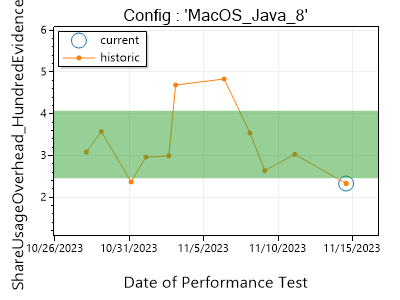 Config : 'MacOS_Java_8'
ShareUsageOverhead_HundredEvidence
current
historic
6
5
4
3
2
10/26/2023
10/31/2023
11/5/2023
11/10/2023
11/15/2023
Date of Performance Test